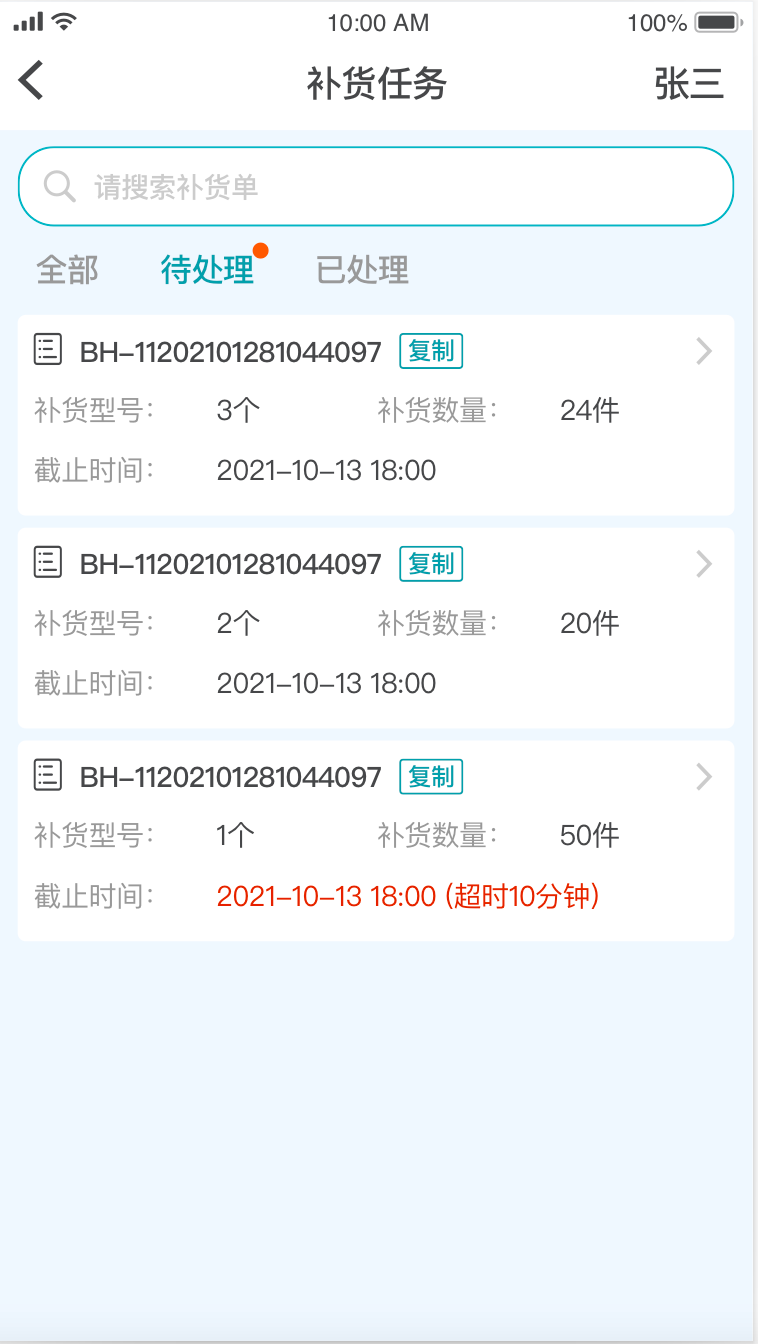 10:00 AM 100%
补货任务 张三
请搜索补货单
全部 待处理 已处理
BH-11202101281044097 复制
补货型号： 3个 补货数量： 24件
截止时间： 2021-10-13 18:00
BH-11202101281044097 复制
补货型号： 2个 补货数量： 20件
截止时间： 2021-10-13 18:00
BH-11202101281044097 复制
补货型号： 1个 补货数量： 50件
截止时间： 2021-10-13 18:00 (超时10分钟)